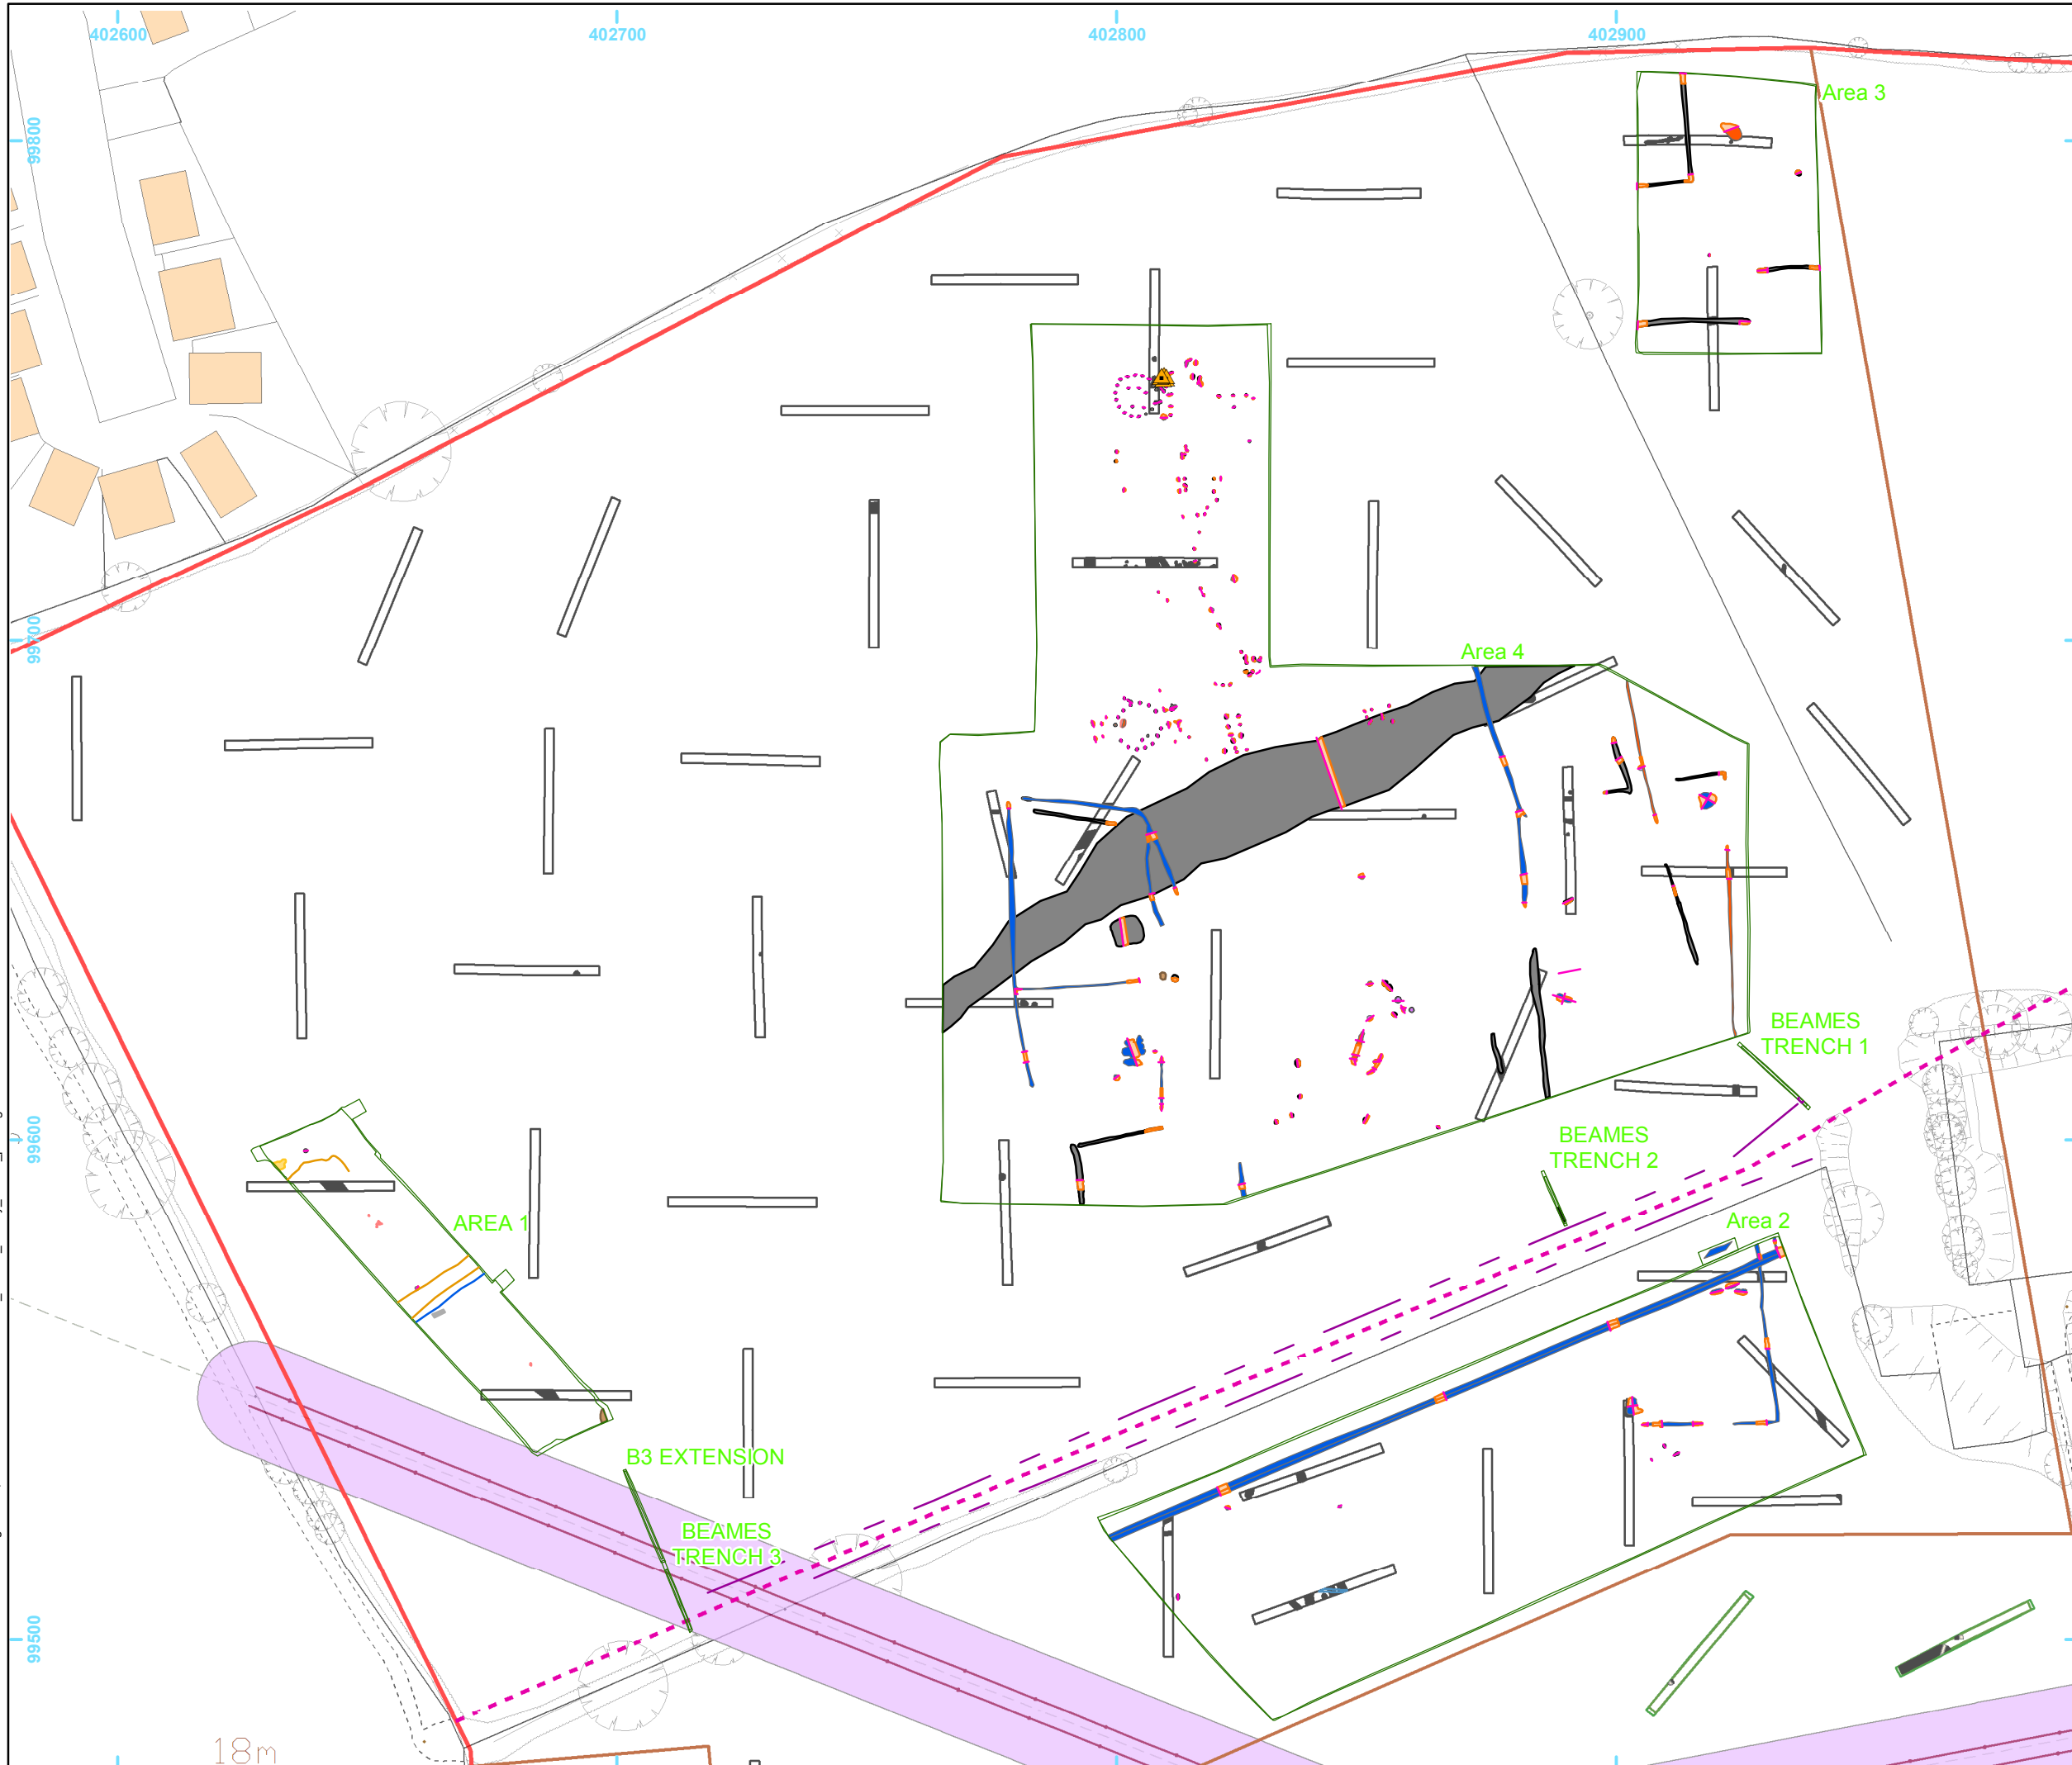 402600
402700
402800
402900
Area 3
99800
99700
Area 4
BEAMES
TRENCH 1
99600
BEAMES
TRENCH 2
AREA 1
Area 2
B3 EXTENSION
BEAMES
TRENCH 3
99500
18m